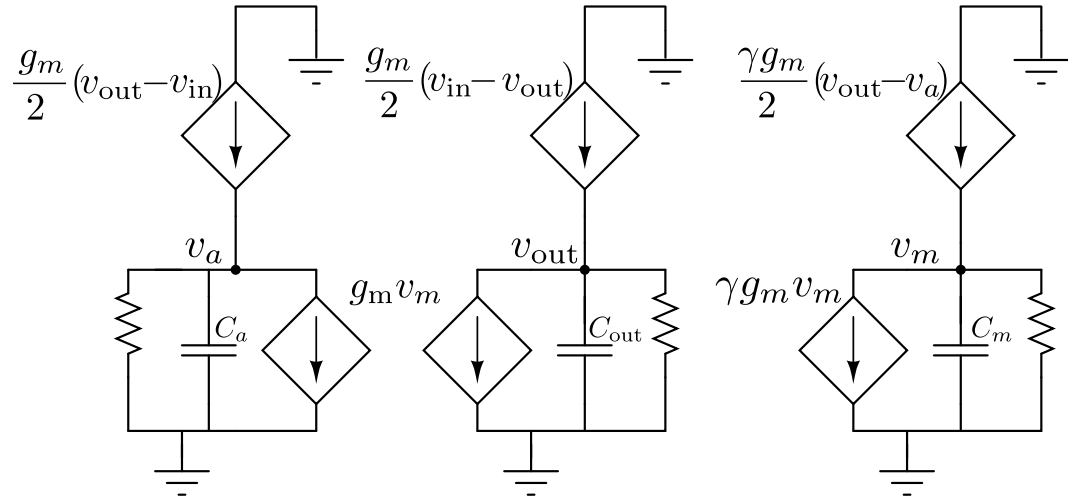 g_m/2 (v_out−v_in)
g_m/2 (v_in−v_out)
γg_m/2 (v_out−v_a)
v_a
v_out
v_m
g_m v_m
γg_m v_m
C_a
C_out
C_m